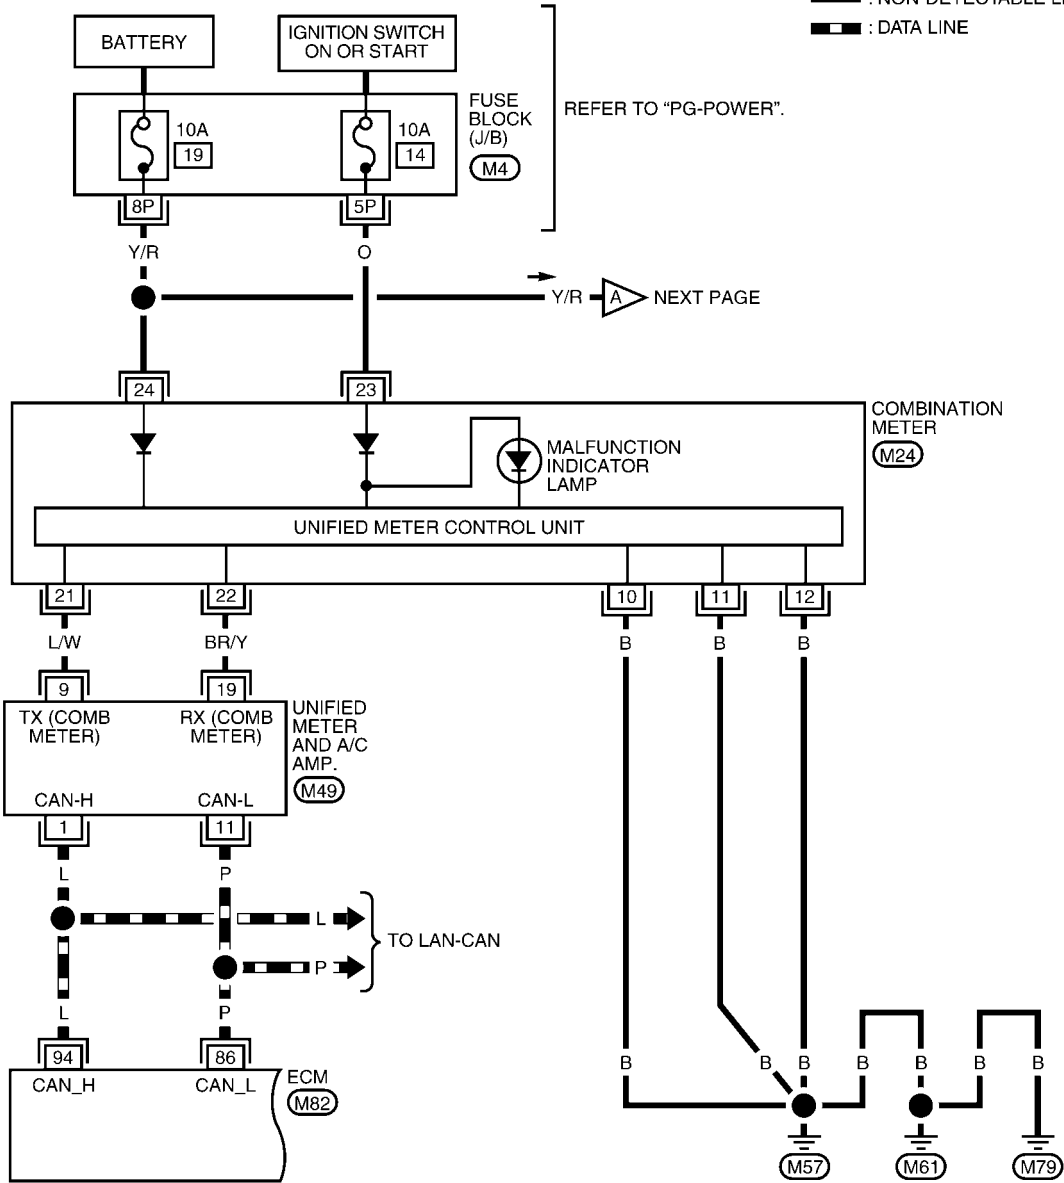 : NON-DETECTABLE L
: DATA LINE
BATTERY
IGNITION SWITCH
ON OR START
FUSE
BLOCK
(J/B)
M4
REFER TO "PG-POWER".
10A
19
10A
14
8P
5P
Y/R
O
Y/R
A
NEXT PAGE
24
23
COMBINATION
METER
M24
MALFUNCTION
INDICATOR
LAMP
UNIFIED METER CONTROL UNIT
21
22
10
11
12
L/W
BR/Y
B
B
B
9
19
TX (COMB
METER)
RX (COMB
METER)
UNIFIED
METER
AND A/C
AMP.
M49
CAN-H
CAN-L
1
11
L
P
L
P
TO LAN-CAN
L
P
94
86
CAN_H
CAN_L
ECM
M82
B
B
B
B
B
B
B
M57
M61
M79